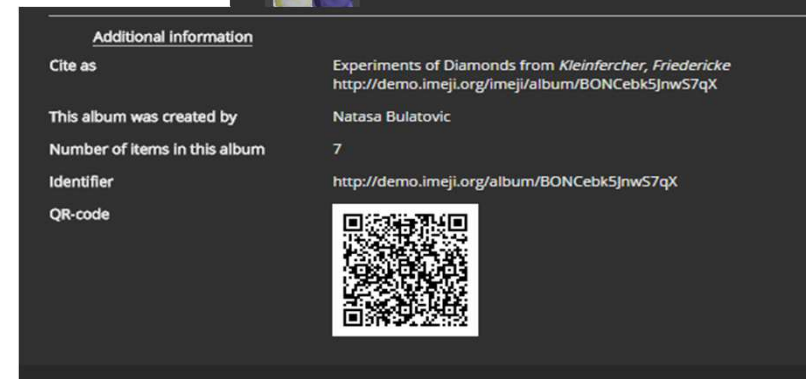 Additional information
Cite as Experiments of Diamonds from Kleinfercher, Friedericke
http://demo.imeji.org/imeji/album/BONCebk5JnwS7qX
This album was created by Natasa Bulatovic
Number of items in this album 7
Identifier http://demo.imeji.org/album/BONCebk5JnwS7qX
QR-code